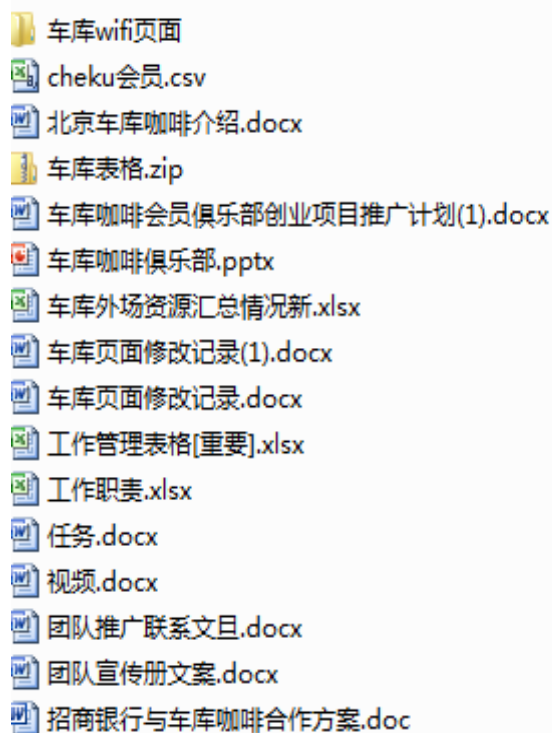 车库wifi页面
cheku会员.csv
北京车库咖啡介绍.docx
车库表格.zip
车库咖啡会员俱乐部创业项目推广计划(1).docx
车库咖啡俱乐部.pptx
车库外场资源汇总情况新.xlsx
车库页面修改记录(1).docx
车库页面修改记录.docx
工作管理表格[重要].xlsx
工作职责.xlsx
任务.docx
视频.docx
团队推广联系文旦.docx
团队宣传册文案.docx
招商银行与车库咖啡合作方案.doc